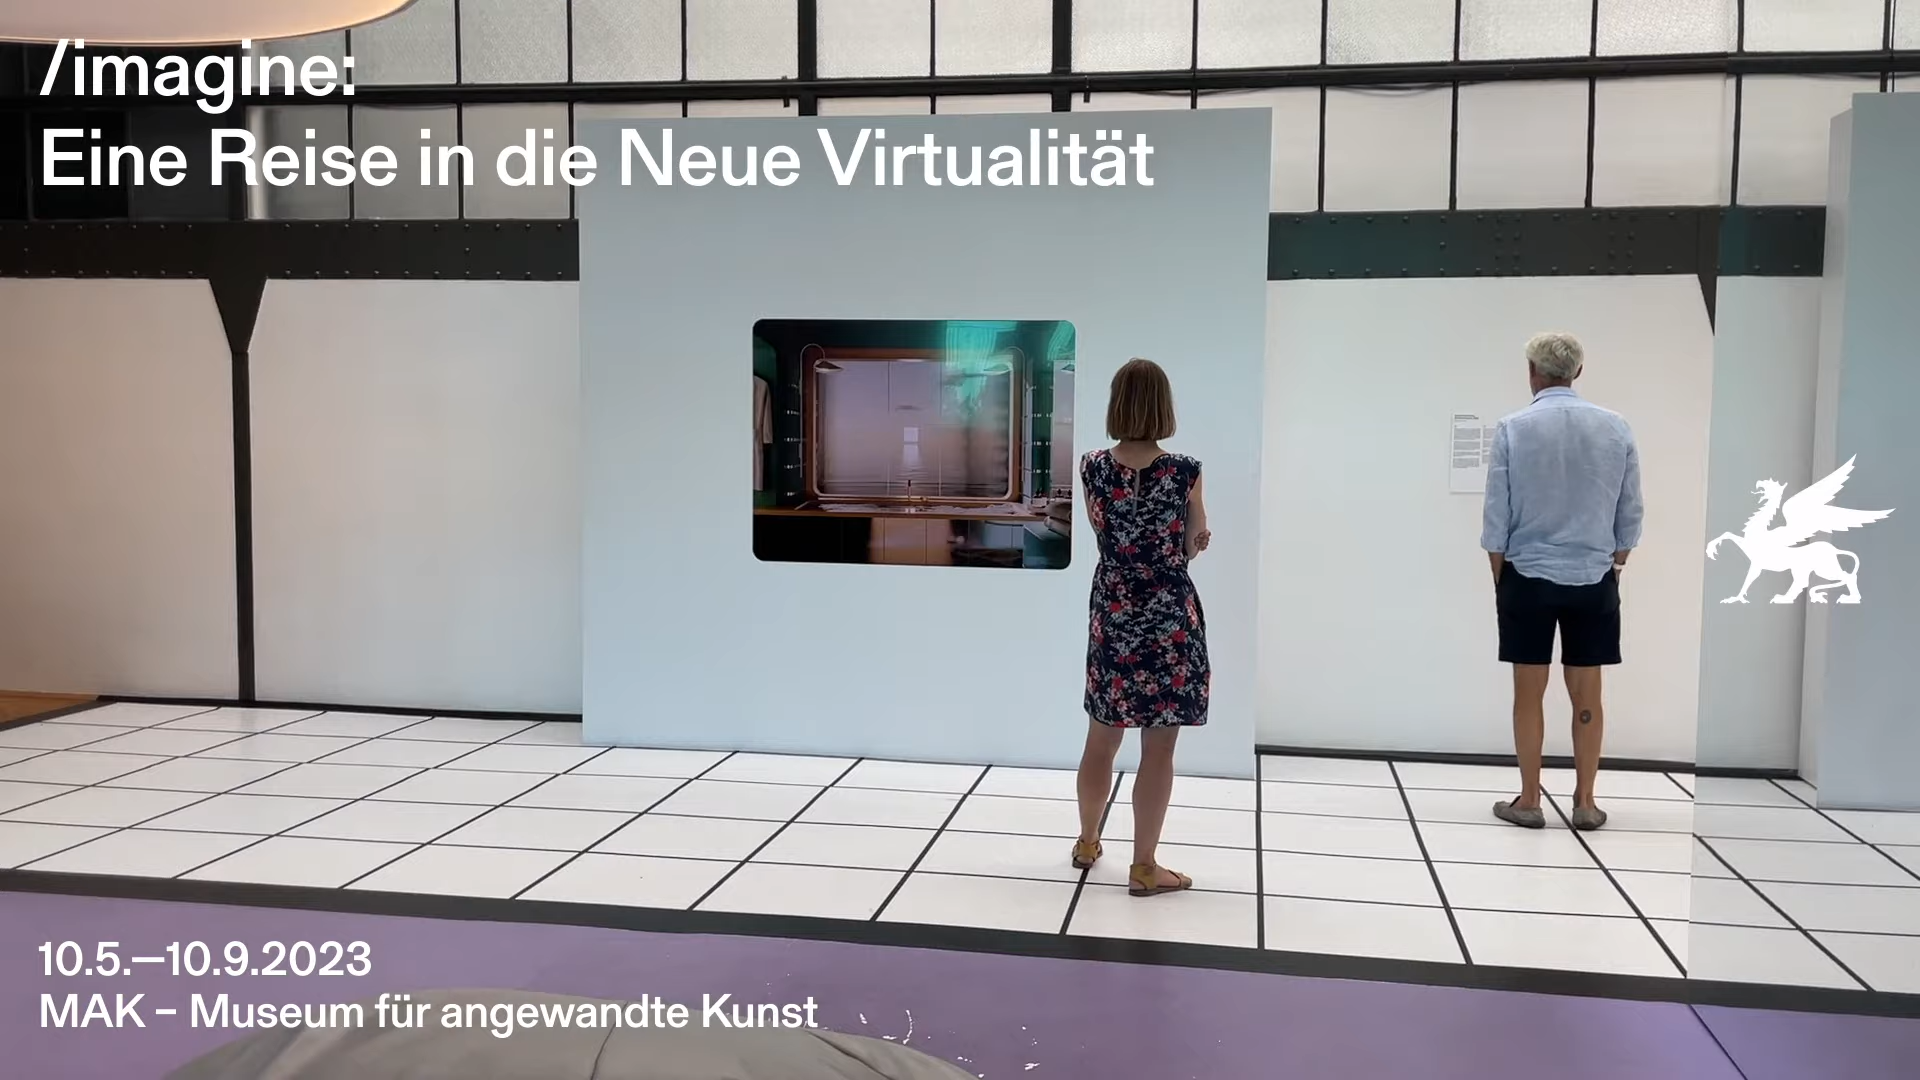 /imagine:
Eine Reise in die Neue Virtualität
10.5.—10.9.2023
MAK – Museum für angewandte Kunst